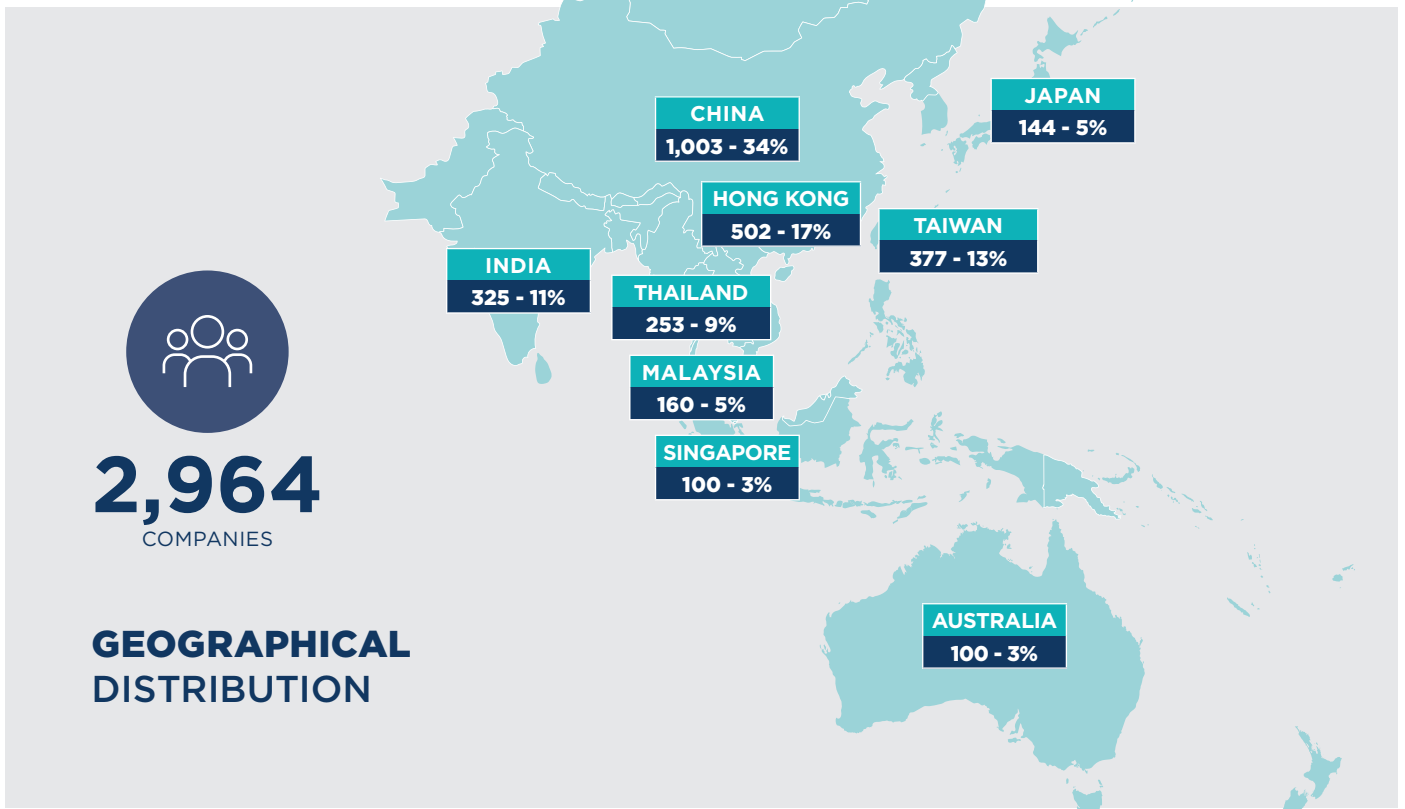 CHINA
1,003 - 34%
JAPAN
144 - 5%
HONG KONG
502 - 17%
TAIWAN
377 - 13%
INDIA
325 - 11%
THAILAND
253 - 9%
MALAYSIA
160 - 5%
SINGAPORE
100 - 3%
AUSTRALIA
100 - 3%
2,964
COMPANIES
GEOGRAPHICAL
DISTRIBUTION